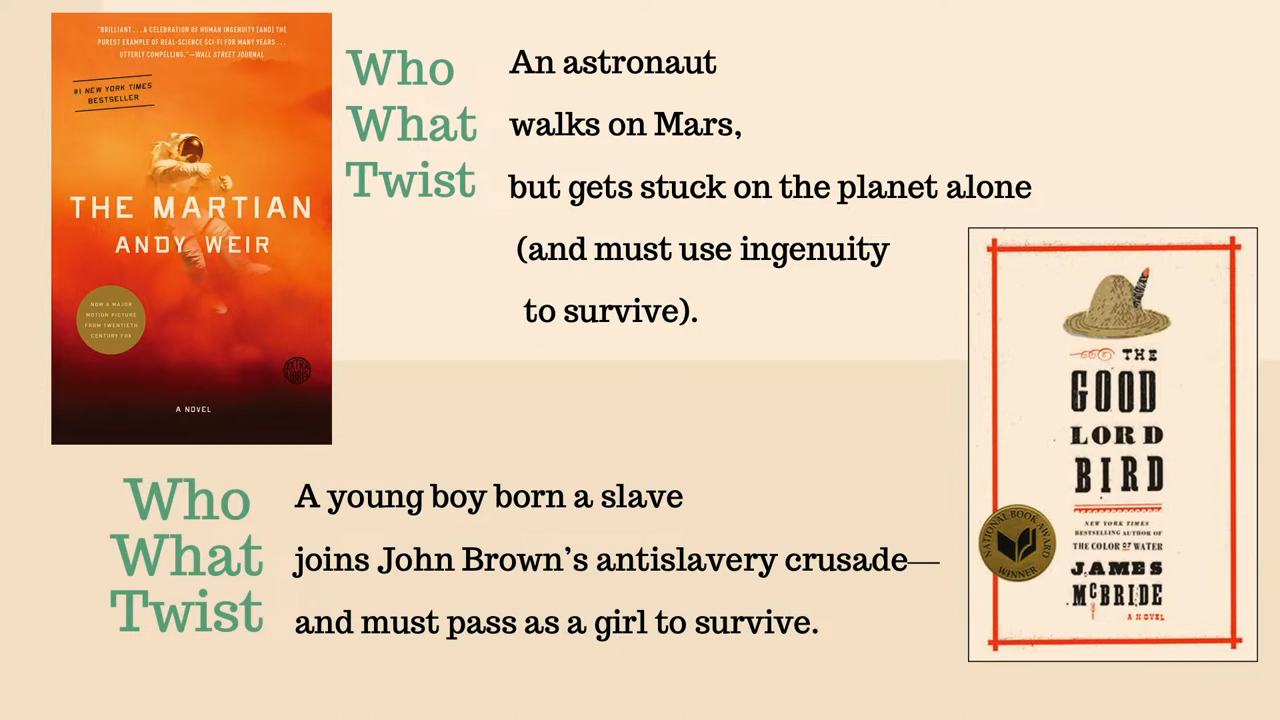 "BRILLIANT . . . A CELEBRATION OF HUMAN INGENUITY [AND] THE
PUREST EXAMPLE OF REAL-SCIENCE SCI-FI FOR MANY YEARS . . .
UTTERLY COMPELLING."—WALL STREET JOURNAL
#1 NEW YORK TIMES
BESTSELLER
THE MARTIAN
ANDY WEIR
NOW A MAJOR
MOTION PICTURE
FROM TWENTIETH
CENTURY FOX
EXTRA
LIBRIS
A NOVEL
Who
What
Twist
An astronaut
walks on Mars,
but gets stuck on the planet alone
(and must use ingenuity
to survive).
THE
GOOD
LORD
BIRD
NEW YORK TIMES
BESTSELLING AUTHOR OF
THE COLOR OF WATER
JAMES
McBRIDE
A NOVEL
NATIONAL BOOK AWARD
WINNER
Who
What
Twist
A young boy born a slave
joins John Brown's antislavery crusade—
and must pass as a girl to survive.